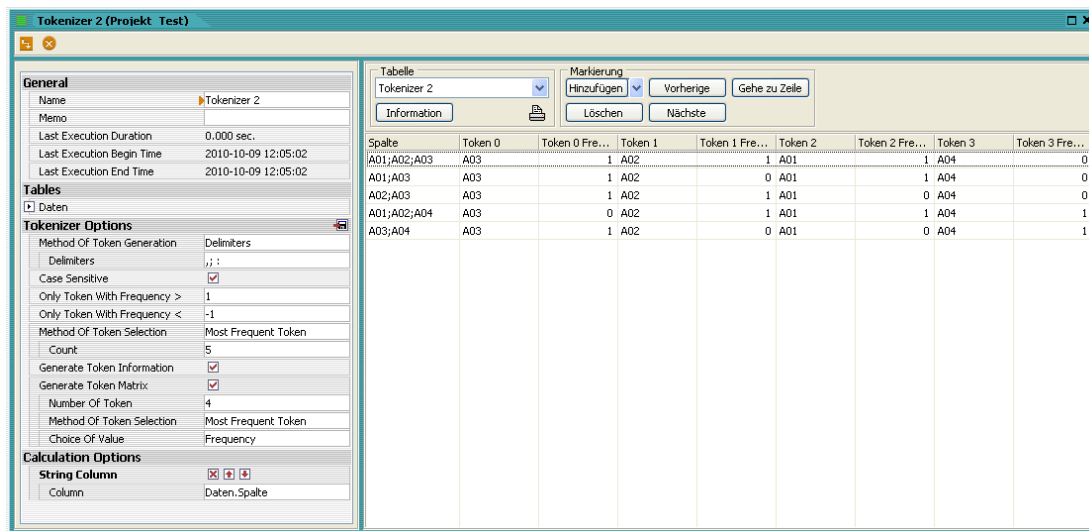 Tokenizer 2 (Projekt Test)
General
Name Tokenizer 2
Memo
Last Execution Duration 0.000 sec.
Last Execution Begin Time 2010-10-09 12:05:02
Last Execution End Time 2010-10-09 12:05:02
Tables
Daten
Tokenizer Options
Method Of Token Generation Delimiters
Delimiters ,; :
Case Sensitive
Only Token With Frequency > 1
Only Token With Frequency < -1
Method Of Token Selection Most Frequent Token
Count 5
Generate Token Information
Generate Token Matrix
Number Of Token 4
Method Of Token Selection Most Frequent Token
Choice Of Value Frequency
Calculation Options
String Column
Column Daten.Spalte
Tabelle
Tokenizer 2
Information
Markierung
Hinzufügen Vorherige Gehe zu Zeile
Löschen Nächste
Spalte Token 0 Token 0 Fre... Token 1 Token 1 Fre... Token 2 Token 2 Fre... Token 3 Token 3 Fre...
A01;A02;A03 A03 1 A02 1 A01 1 A04 0
A01;A03 A03 1 A02 0 A01 1 A04 0
A02;A03 A03 1 A02 1 A01 0 A04 0
A01;A02;A04 A03 0 A02 1 A01 1 A04 1
A03;A04 A03 1 A02 0 A01 0 A04 1